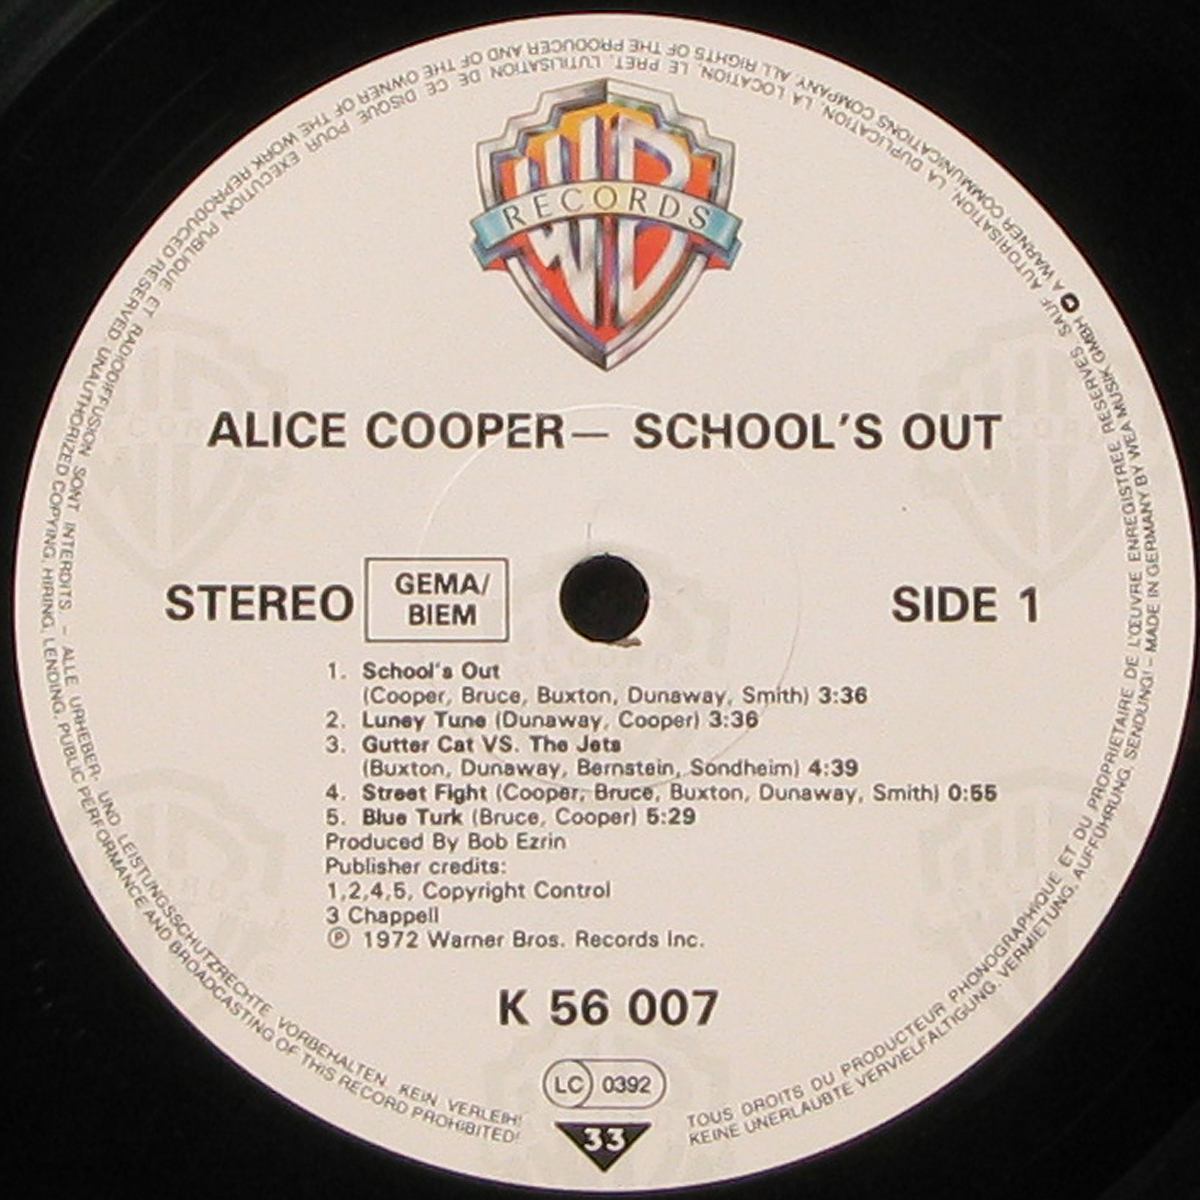 WB
RECORDS
ALICE COOPER— SCHOOL'S OUT
STEREO
GEMA/
BIEM
SIDE 1
1. School's Out
(Cooper, Bruce, Buxton, Dunaway, Smith) 3:36
2. Luney Tune (Dunaway, Cooper) 3:36
3. Gutter Cat VS. The Jets
(Buxton, Dunaway, Bernstein, Sondheim) 4:39
4. Street Fight (Cooper, Bruce, Buxton, Dunaway, Smith) 0:55
5. Blue Turk (Bruce, Cooper) 5:29
Produced By Bob Ezrin
Publisher credits:
1,2,4,5, Copyright Control
3 Chappell
℗ 1972 Warner Bros. Records Inc.
K 56 007
LC 0392
33
TOUS DROITS DU PRODUCTEUR PHONOGRAPHIQUE ET DU PROPRIETAIRE DE L'ŒUVRE ENREGISTREE RESERVES. SAUF AUTORISATION, LA DUPLICATION, LA LOCATION, LE PRET, L'UTILISATION DE CE DISQUE POUR EXECUTION PUBLIQUE ET RADIODIFFUSION SONT INTERDITS – ALLE URHEBER- UND LEISTUNGSSCHUTZRECHTE VORBEHALTEN. KEIN VERLEIH!
KEINE UNERLAUBTE VERVIELFALTIGUNG, VERMIETUNG, AUFFÜHRUNG, SENDUNG! – MADE IN GERMANY BY WEA MUSIK GMBH A WARNER COMMUNICATIONS COMPANY ALL RIGHTS OF THE PRODUCER AND OF THE OWNER OF THE WORK REPRODUCED RESERVED. UNAUTHORIZED COPYING, HIRING, LENDING, PUBLIC PERFORMANCE AND BROADCASTING OF THIS RECORD PROHIBITED!